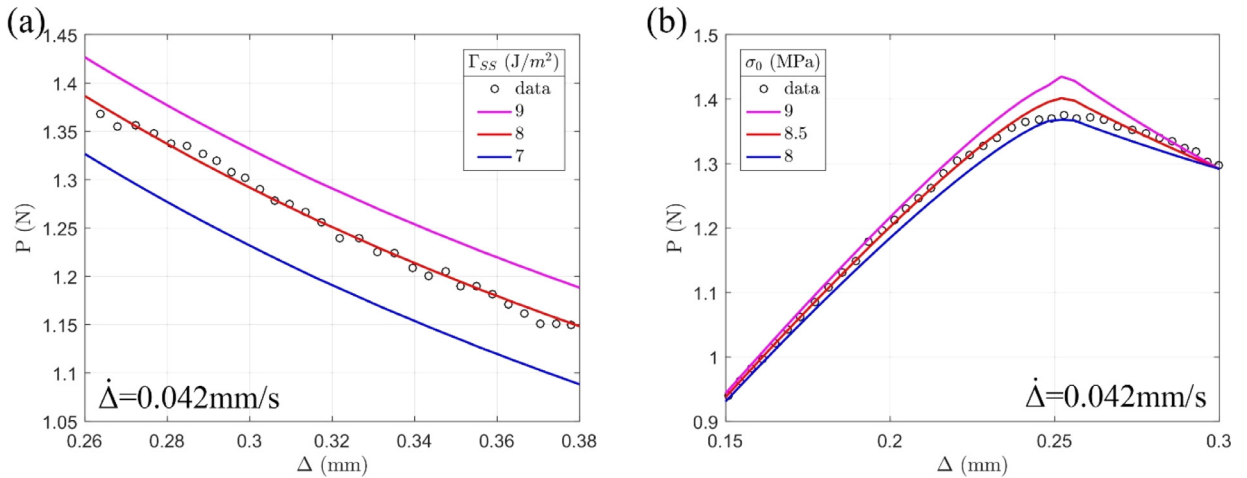 (a)
1.45
1.4
1.35
1.3
1.25
1.2
1.15
1.1
1.05
P (N)
0.26
0.28
0.3
0.32
0.34
0.36
0.38
Δ (mm)
Γ_SS (J/m²)
data
9
8
7
Δ̇=0.042mm/s
(b)
1.5
1.4
1.3
1.2
1.1
1
0.9
P (N)
0.15
0.2
0.25
0.3
Δ (mm)
σ₀ (MPa)
data
9
8.5
8
Δ̇=0.042mm/s